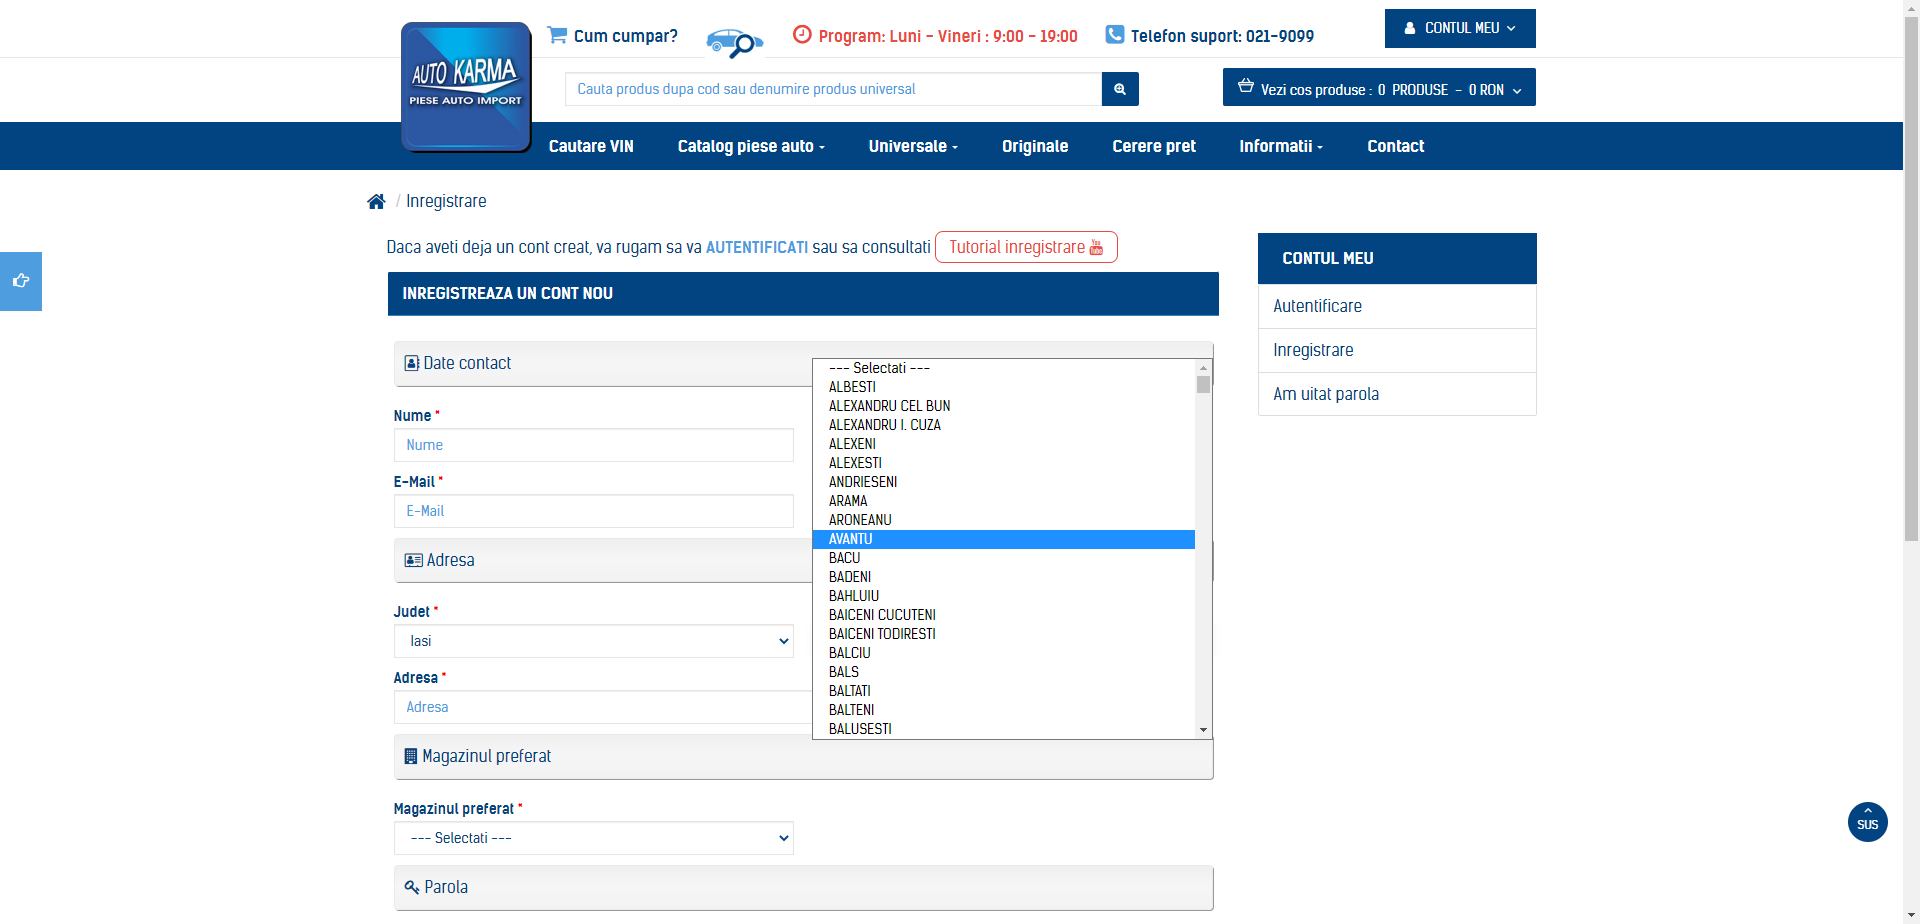 AUTO KARMA
PIESE AUTO IMPORT
Cum cumpar?
Program: Luni - Vineri : 9:00 - 19:00
Telefon suport: 021-9099
CONTUL MEU
Cauta produs dupa cod sau denumire produs universal
Vezi cos produse : 0 PRODUSE - 0 RON
Cautare VIN
Catalog piese auto
Universale
Originale
Cerere pret
Informatii
Contact
/ Inregistrare
Daca aveti deja un cont creat, va rugam sa va AUTENTIFICATI sau sa consultati Tutorial inregistrare You Tube
INREGISTREAZA UN CONT NOU
Date contact
Nume *
Nume
E-Mail *
E-Mail
Adresa
Judet *
Iasi
Adresa *
Adresa
--- Selectati ---
ALBESTI
ALEXANDRU CEL BUN
ALEXANDRU I. CUZA
ALEXENI
ALEXESTI
ANDRIESENI
ARAMA
ARONEANU
AVANTU
BACU
BADENI
BAHLUIU
BAICENI CUCUTENI
BAICENI TODIRESTI
BALCIU
BALS
BALTATI
BALTENI
BALUSESTI
Magazinul preferat
Magazinul preferat *
--- Selectati ---
Parola
CONTUL MEU
Autentificare
Inregistrare
Am uitat parola
SUS